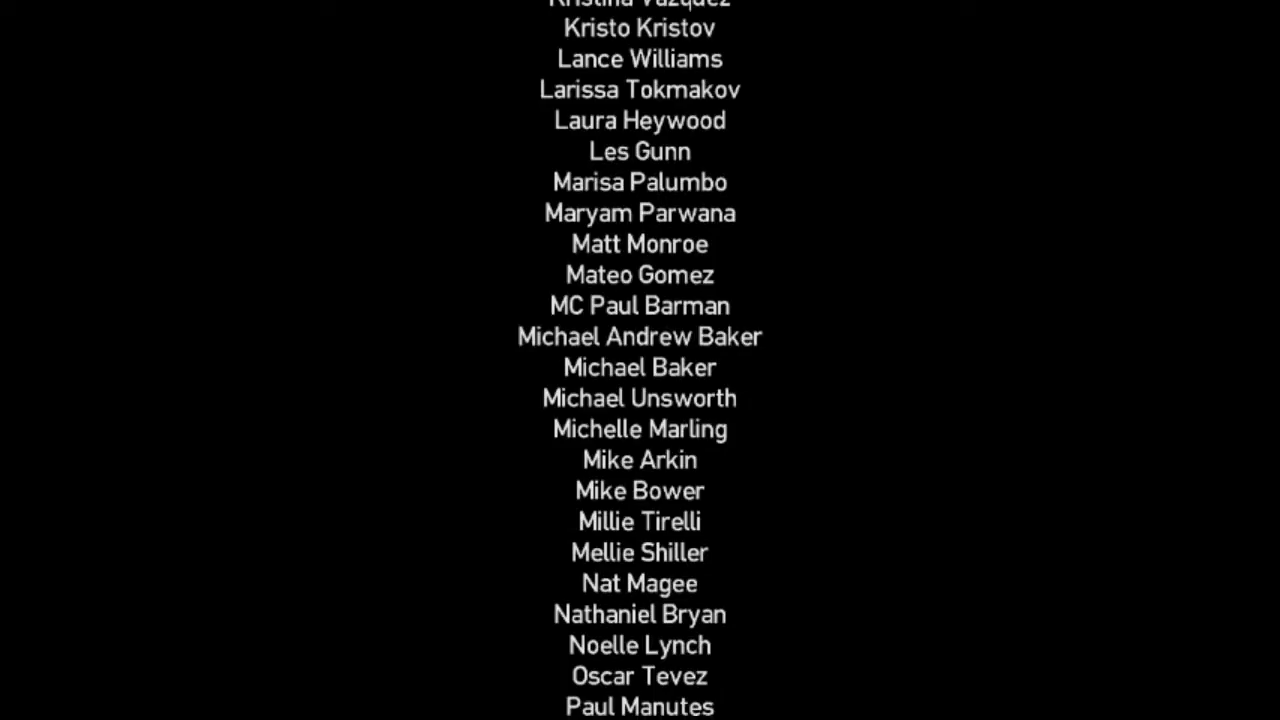 Kristina Vazquez
Kristo Kristov
Lance Williams
Larissa Tokmakov
Laura Heywood
Les Gunn
Marisa Palumbo
Maryam Parwana
Matt Monroe
Mateo Gomez
MC Paul Barman
Michael Andrew Baker
Michael Baker
Michael Unsworth
Michelle Marling
Mike Arkin
Mike Bower
Millie Tirelli
Mellie Shiller
Nat Magee
Nathaniel Bryan
Noelle Lynch
Oscar Tevez
Paul Manutes